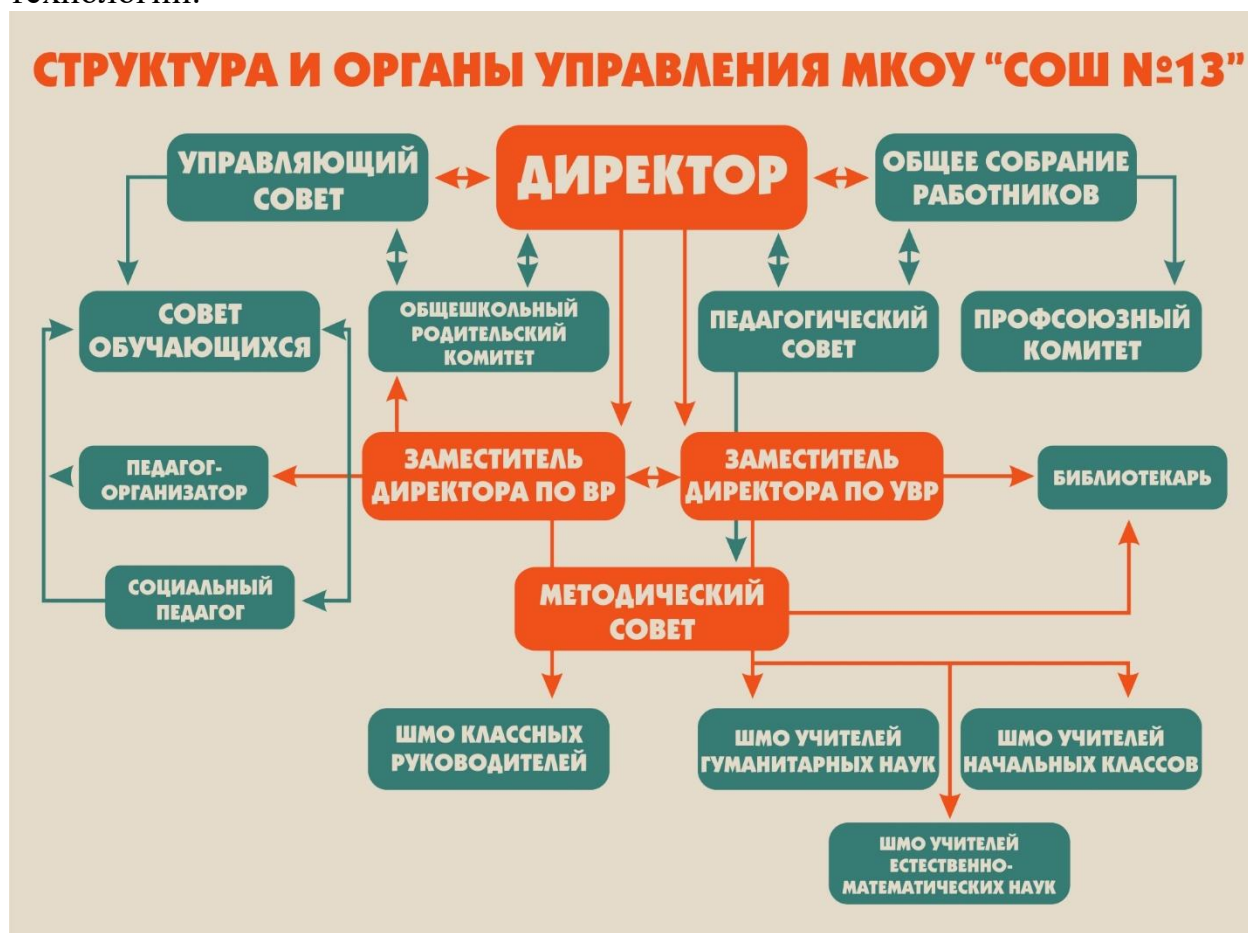 технологий.
СТРУКТУРА И ОРГАНЫ УПРАВЛЕНИЯ МКОУ “СОШ №13”
УПРАВЛЯЮЩИЙ
СОВЕТ
ДИРЕКТОР
ОБЩЕЕ СОБРАНИЕ
РАБОТНИКОВ
СОВЕТ
ОБУЧАЮЩИХСЯ
ОБЩЕШКОЛЬНЫЙ
РОДИТЕЛЬСКИЙ
КОМИТЕТ
ПЕДАГОГИЧЕСКИЙ
СОВЕТ
ПРОФСОЮЗНЫЙ
КОМИТЕТ
ПЕДАГОГ-
ОРГАНИЗАТОР
ЗАМЕСТИТЕЛЬ
ДИРЕКТОРА ПО ВР
ЗАМЕСТИТЕЛЬ
ДИРЕКТОРА ПО УВР
БИБЛИОТЕКАРЬ
СОЦИАЛЬНЫЙ
ПЕДАГОГ
МЕТОДИЧЕСКИЙ
СОВЕТ
ШМО КЛАССНЫХ
РУКОВОДИТЕЛЕЙ
ШМО УЧИТЕЛЕЙ
ГУМАНИТАРНЫХ НАУК
ШМО УЧИТЕЛЕЙ
НАЧАЛЬНЫХ КЛАССОВ
ШМО УЧИТЕЛЕЙ
ЕСТЕСТВЕННО-
МАТЕМАТИЧЕСКИХ НАУК